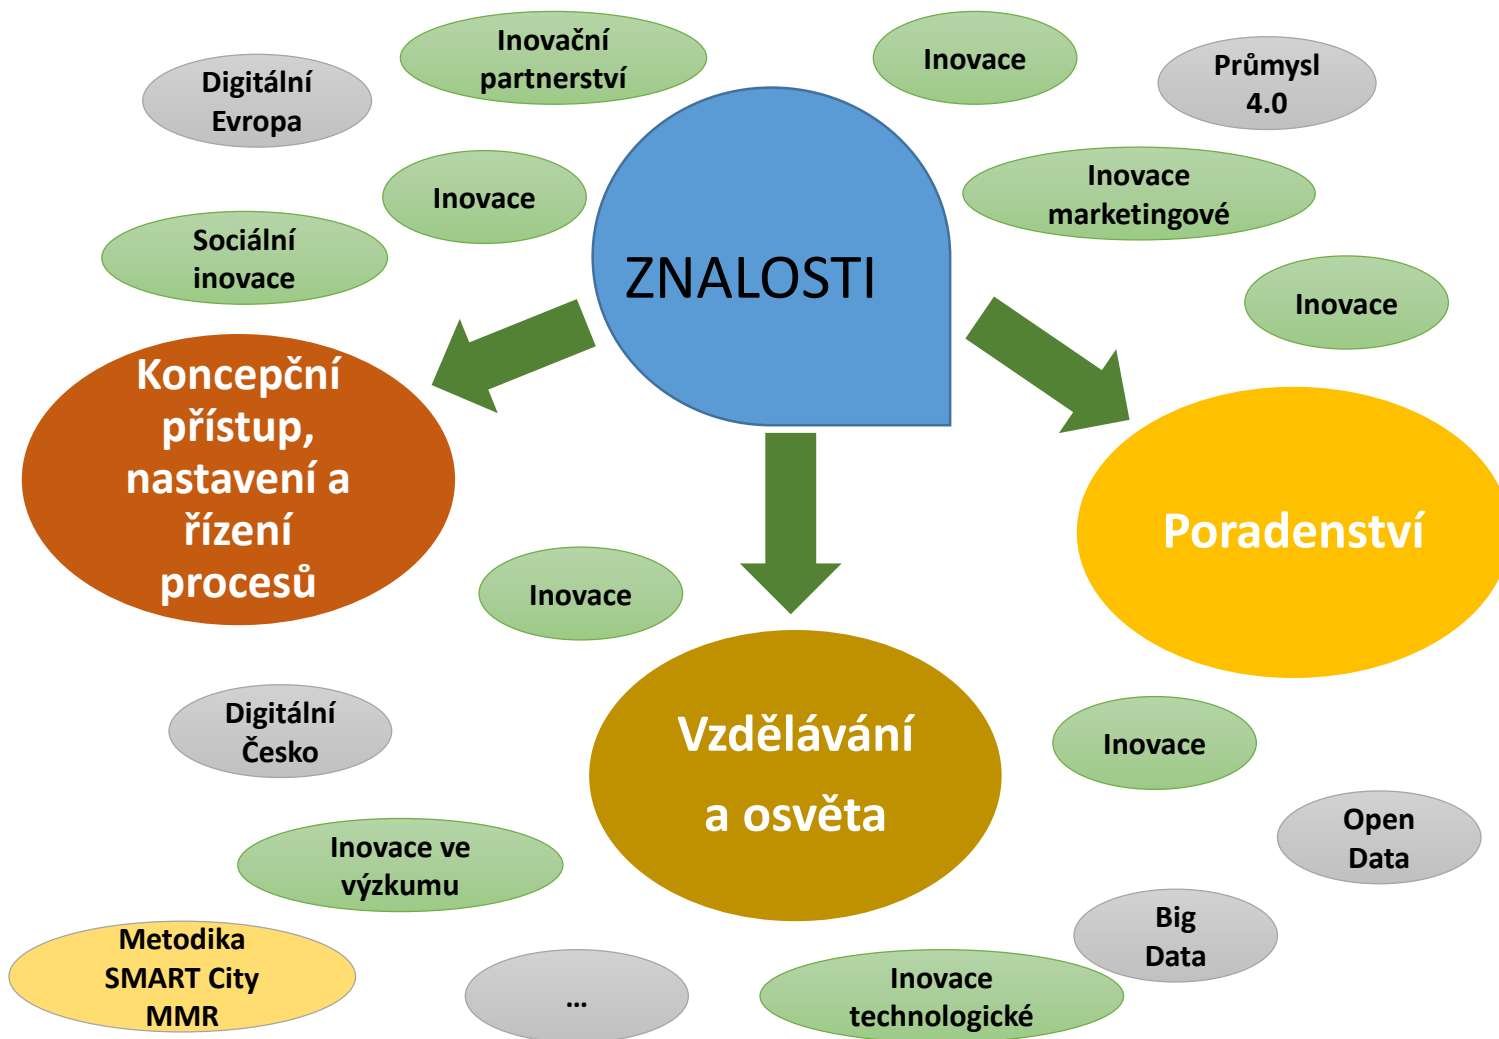 Inovační
partnerství
Inovace
Průmysl
4.0
Digitální
Evropa
Inovace
Inovace
marketingové
Sociální
inovace
ZNALOSTI
Inovace
Koncepční
přístup,
nastavení a
řízení
procesů
Poradenství
Inovace
Vzdělávání
a osvěta
Digitální
Česko
Inovace
Open
Data
Inovace ve
výzkumu
Big
Data
Metodika
SMART City
MMR
...
Inovace
technologické